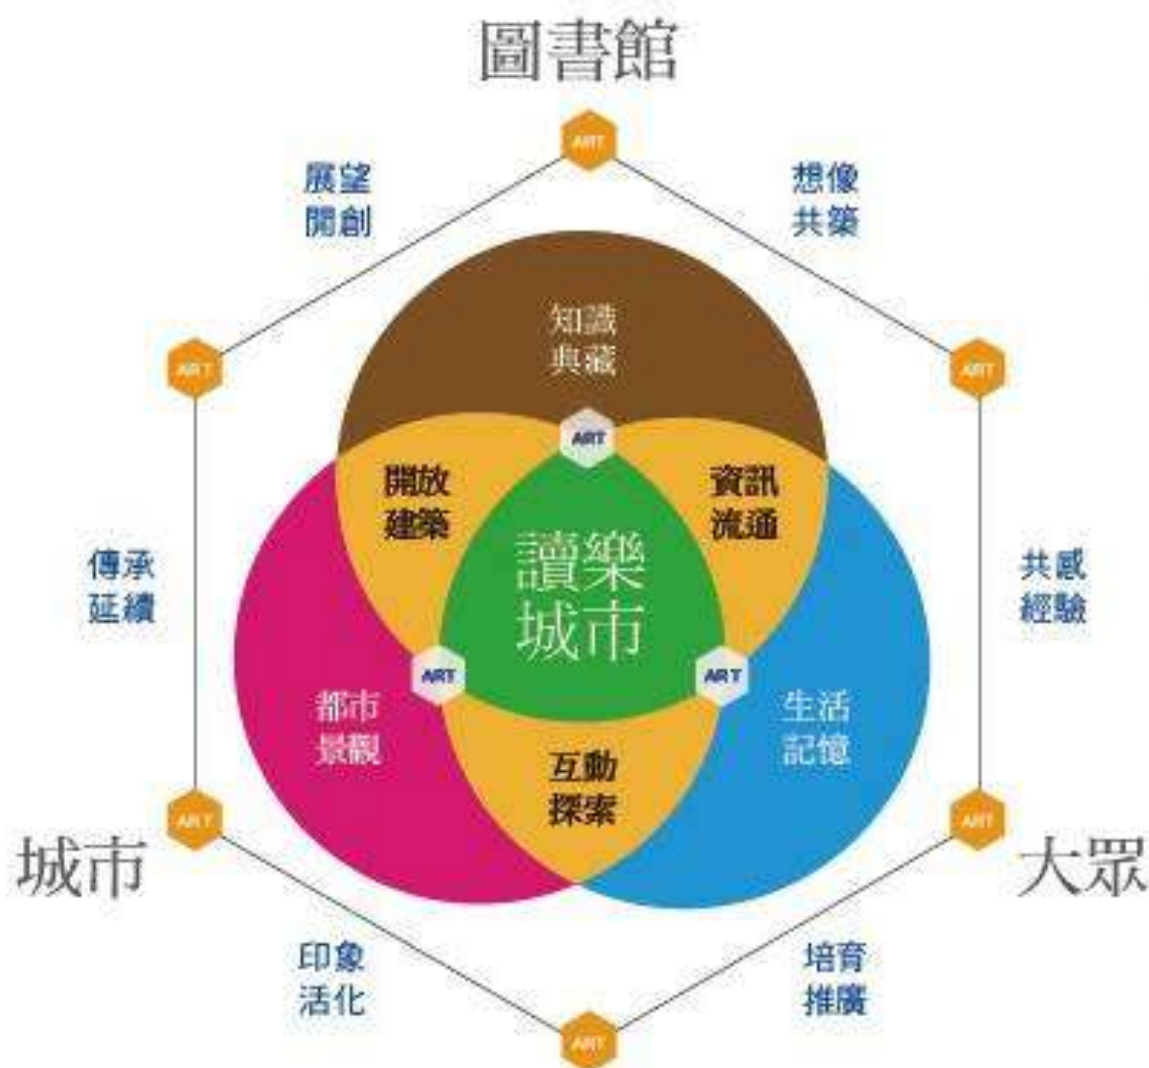 圖書館
ART
展望
開創
想像
共築
知識
典藏
ART
ART
ART
開放
建築
資訊
流通
讀樂
城市
傳承
延續
共感
經驗
ART
ART
都市
景觀
生活
記憶
互動
探索
ART
ART
城市
大眾
印象
活化
培育
推廣
ART